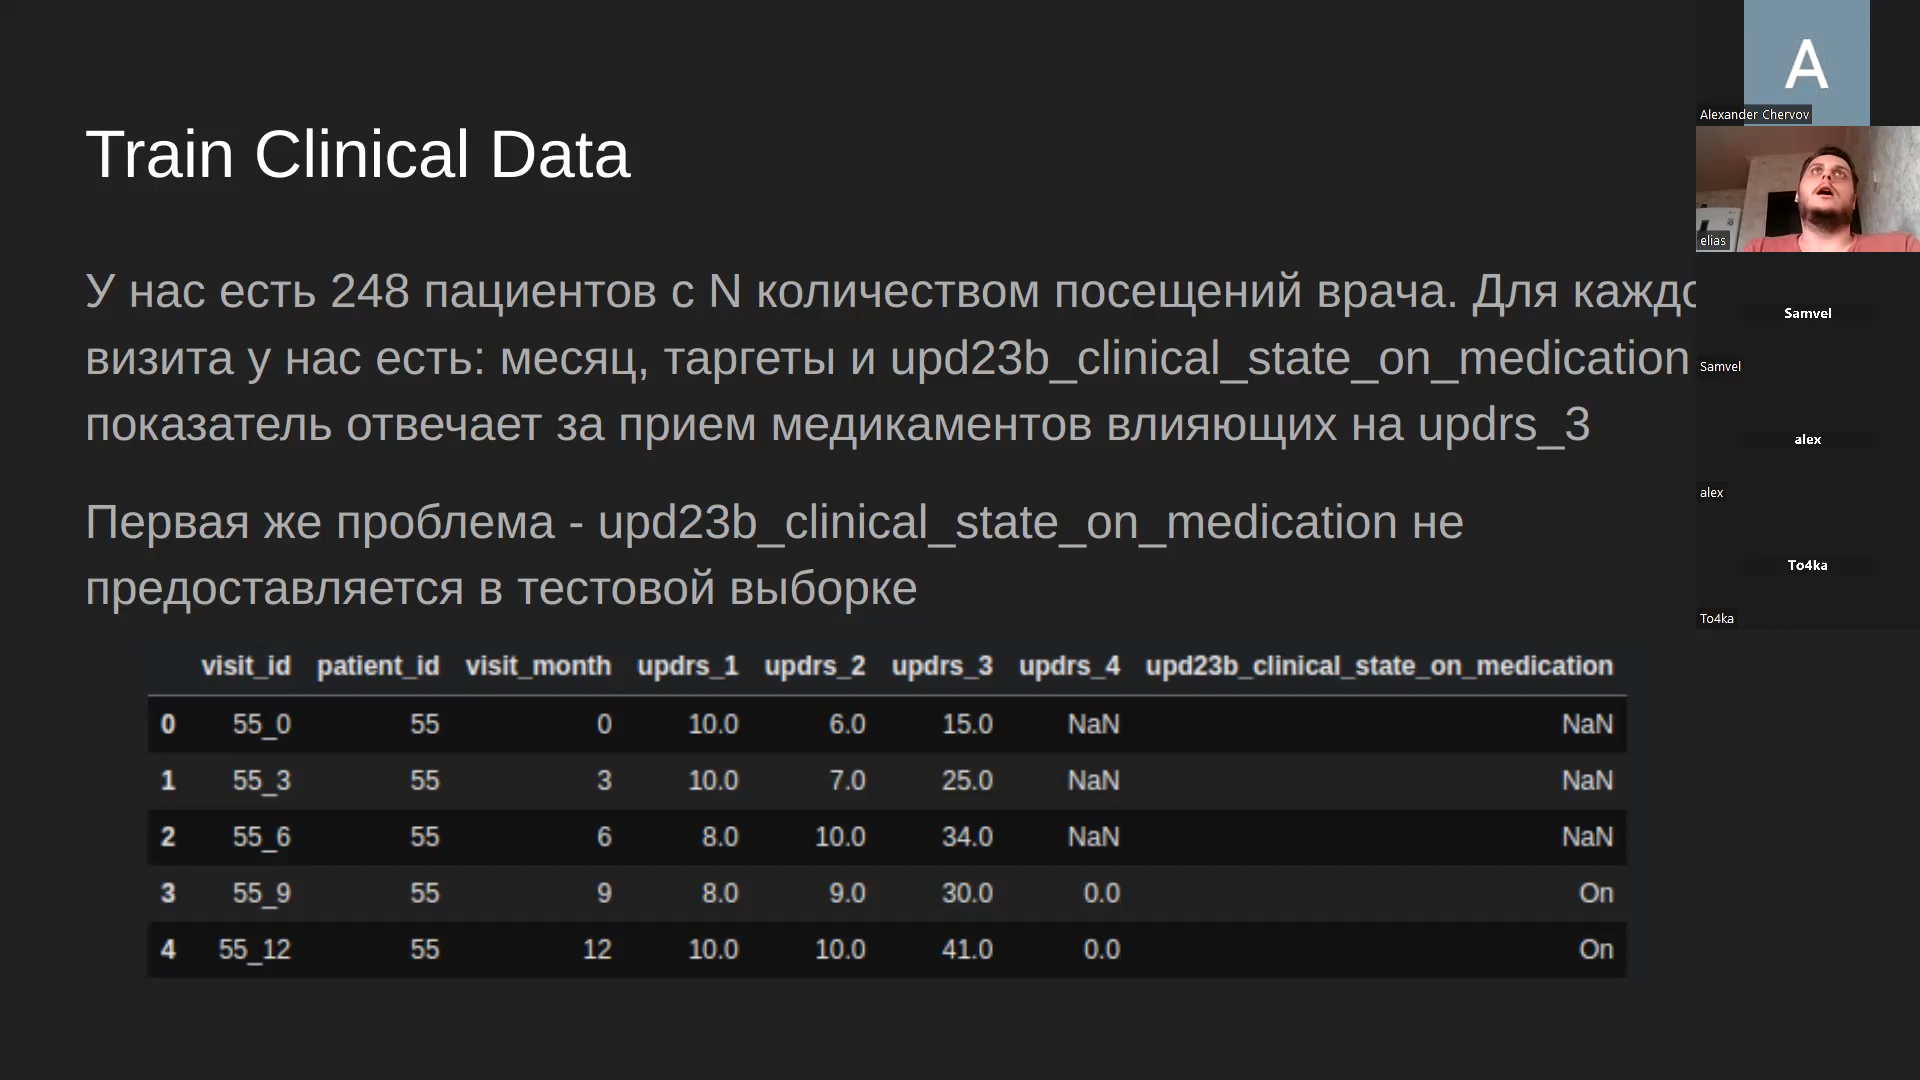 Train Clinical Data
У нас есть 248 пациентов с N количеством посещений врача. Для
визита у нас есть: месяц, таргеты и upd23b_clinical_state_on_medication
показатель отвечает за прием медикаментов влияющих на updrs_3
Первая же проблема - upd23b_clinical_state_on_medication не
предоставляется в тестовой выборке
visit_id patient_id visit_month updrs_1 updrs_2 updrs_3 updrs_4 upd23b_clinical_state_on_medication
0 55_0 55 0 10.0 6.0 15.0 NaN NaN
1 55_3 55 3 10.0 7.0 25.0 NaN NaN
2 55_6 55 6 8.0 10.0 34.0 NaN NaN
3 55_9 55 9 8.0 9.0 30.0 0.0 On
4 55_12 55 12 10.0 10.0 41.0 0.0 On
A
Alexander Chervov
elias
Samvel
Samvel
alex
alex
To4ka
To4ka